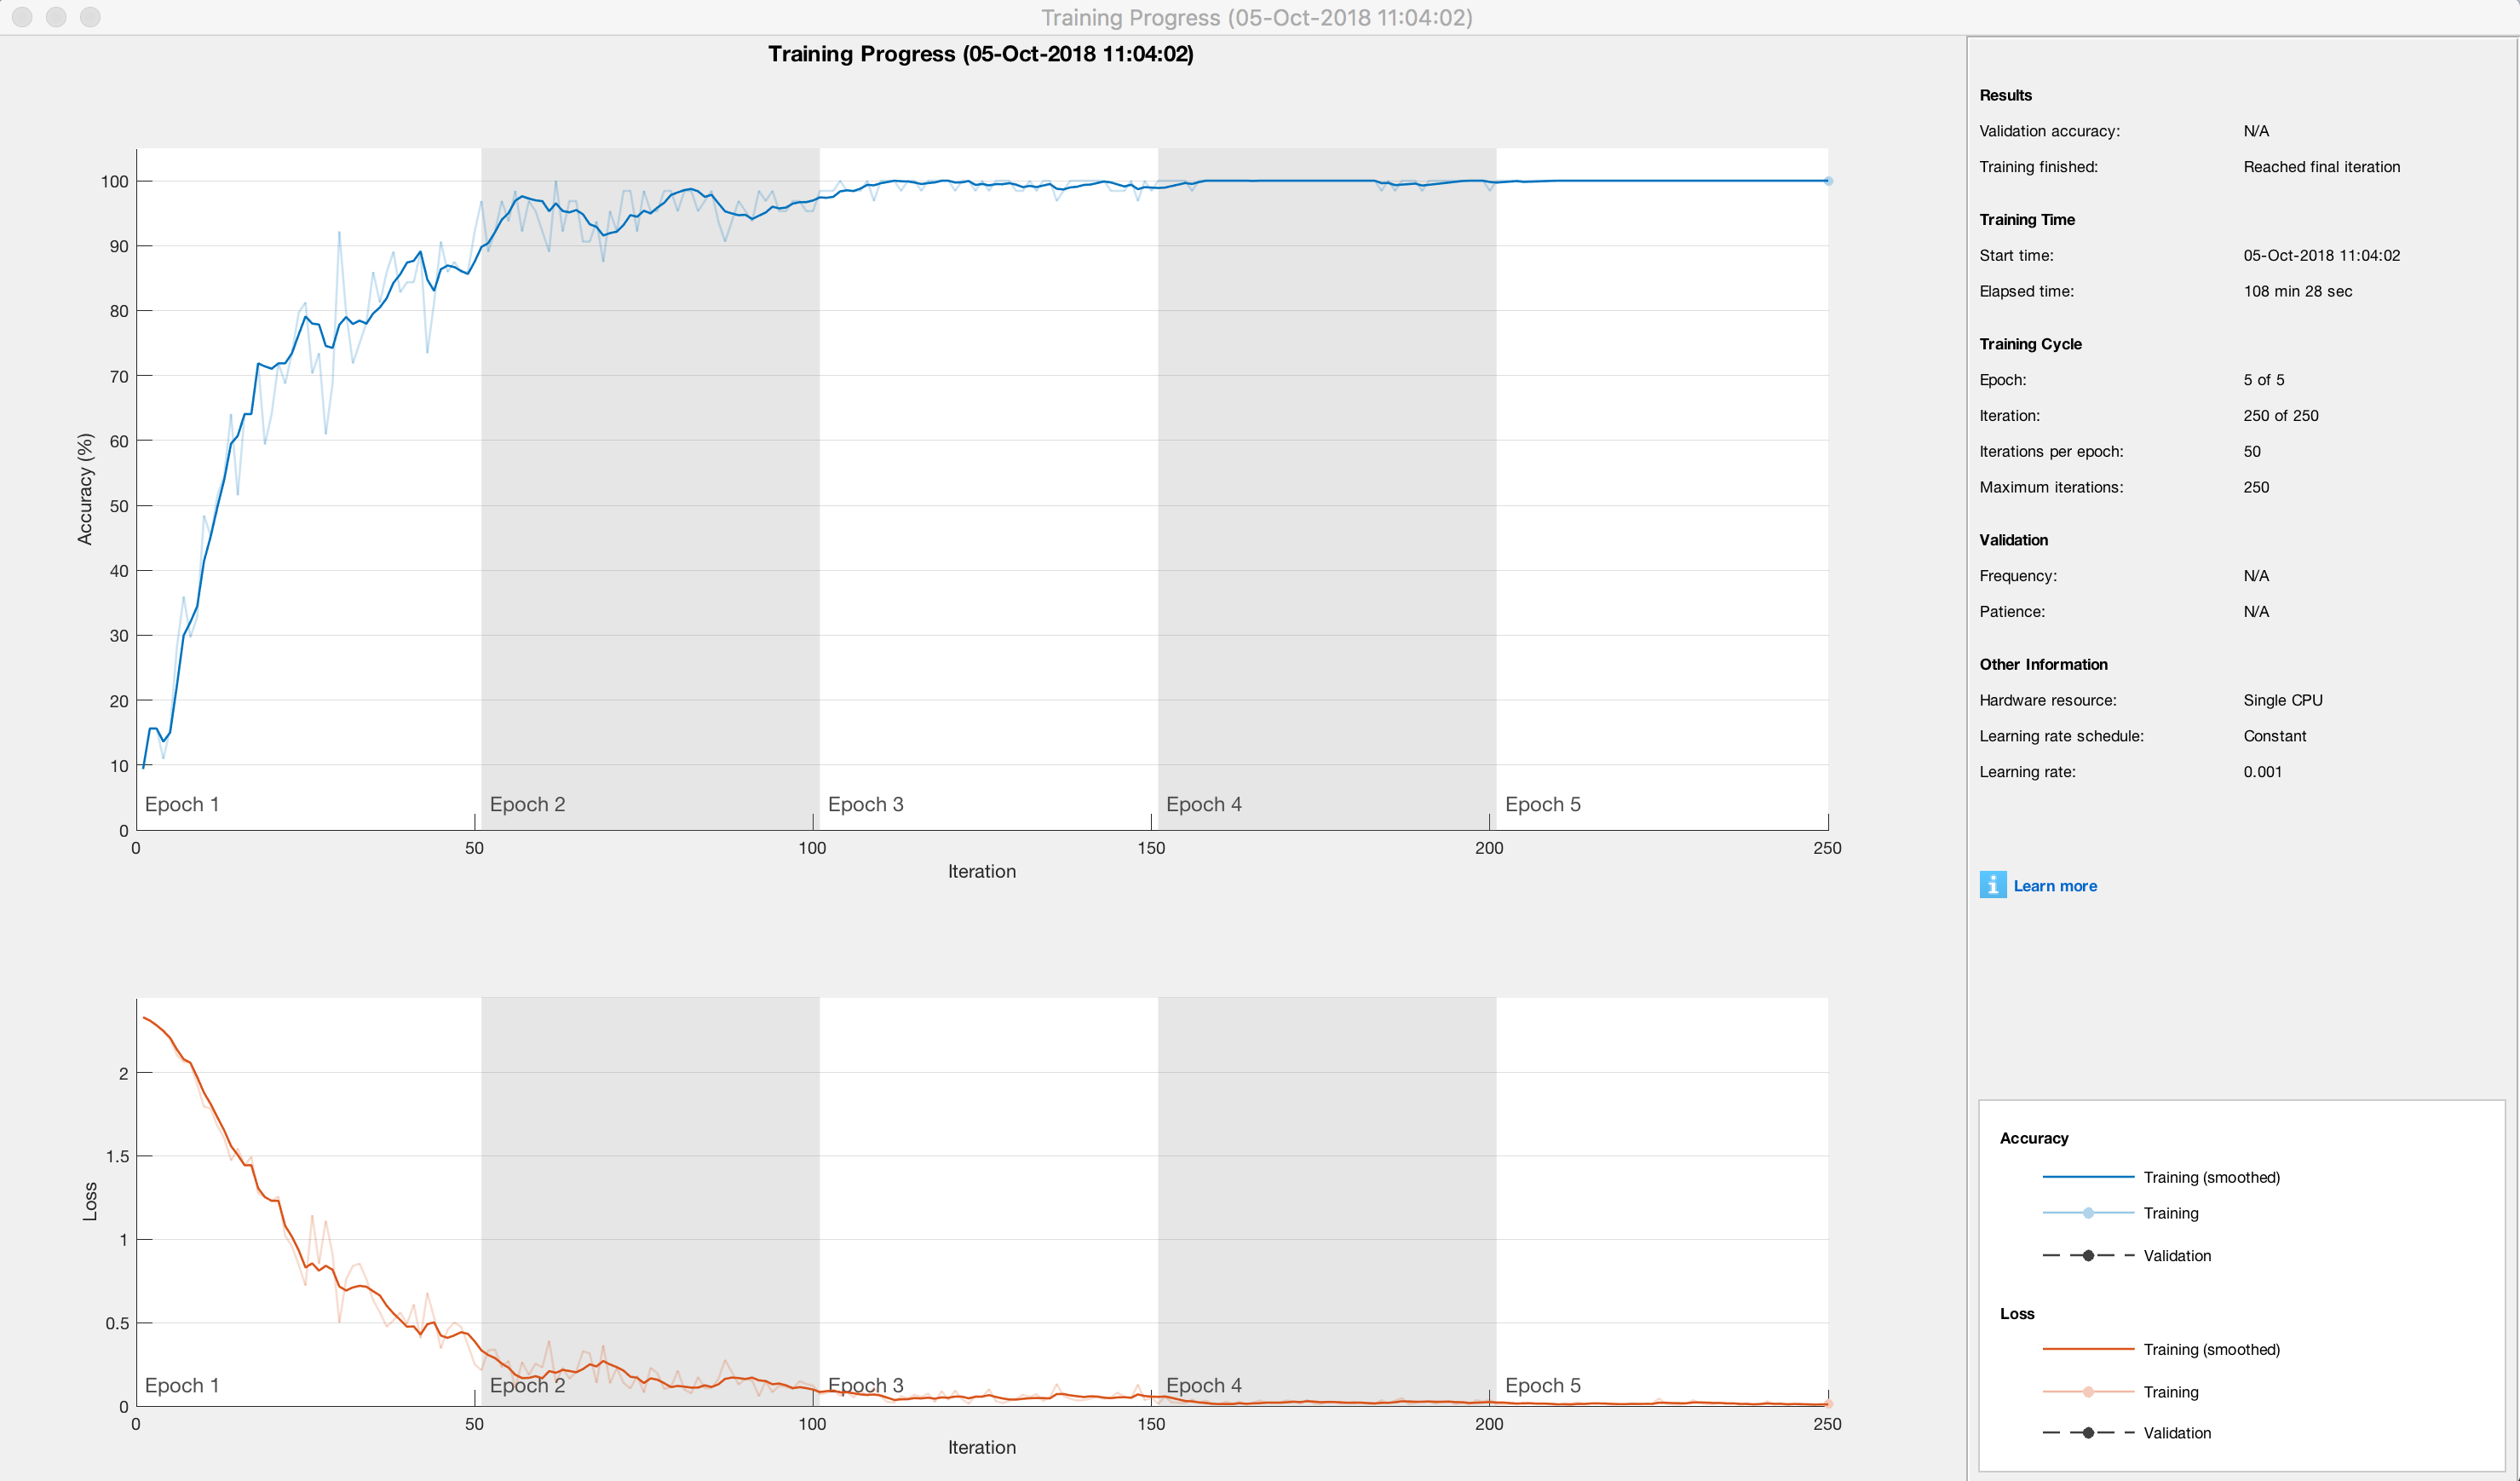 Training Progress (05-Oct-2018 11:04:02)
Training Progress (05-Oct-2018 11:04:02)
Accuracy (%)
100
90
80
70
60
50
40
30
20
10
0
Epoch 1 Epoch 2 Epoch 3 Epoch 4 Epoch 5
0 50 100 150 200 250
Iteration
Loss
2
1.5
1
0.5
0
Epoch 1 Epoch 2 Epoch 3 Epoch 4 Epoch 5
0 50 100 150 200 250
Iteration
Results
Validation accuracy: N/A
Training finished: Reached final iteration
Training Time
Start time: 05-Oct-2018 11:04:02
Elapsed time: 108 min 28 sec
Training Cycle
Epoch: 5 of 5
Iteration: 250 of 250
Iterations per epoch: 50
Maximum iterations: 250
Validation
Frequency: N/A
Patience: N/A
Other Information
Hardware resource: Single CPU
Learning rate schedule: Constant
Learning rate: 0.001
i Learn more
Accuracy
Training (smoothed)
Training
Validation
Loss
Training (smoothed)
Training
Validation